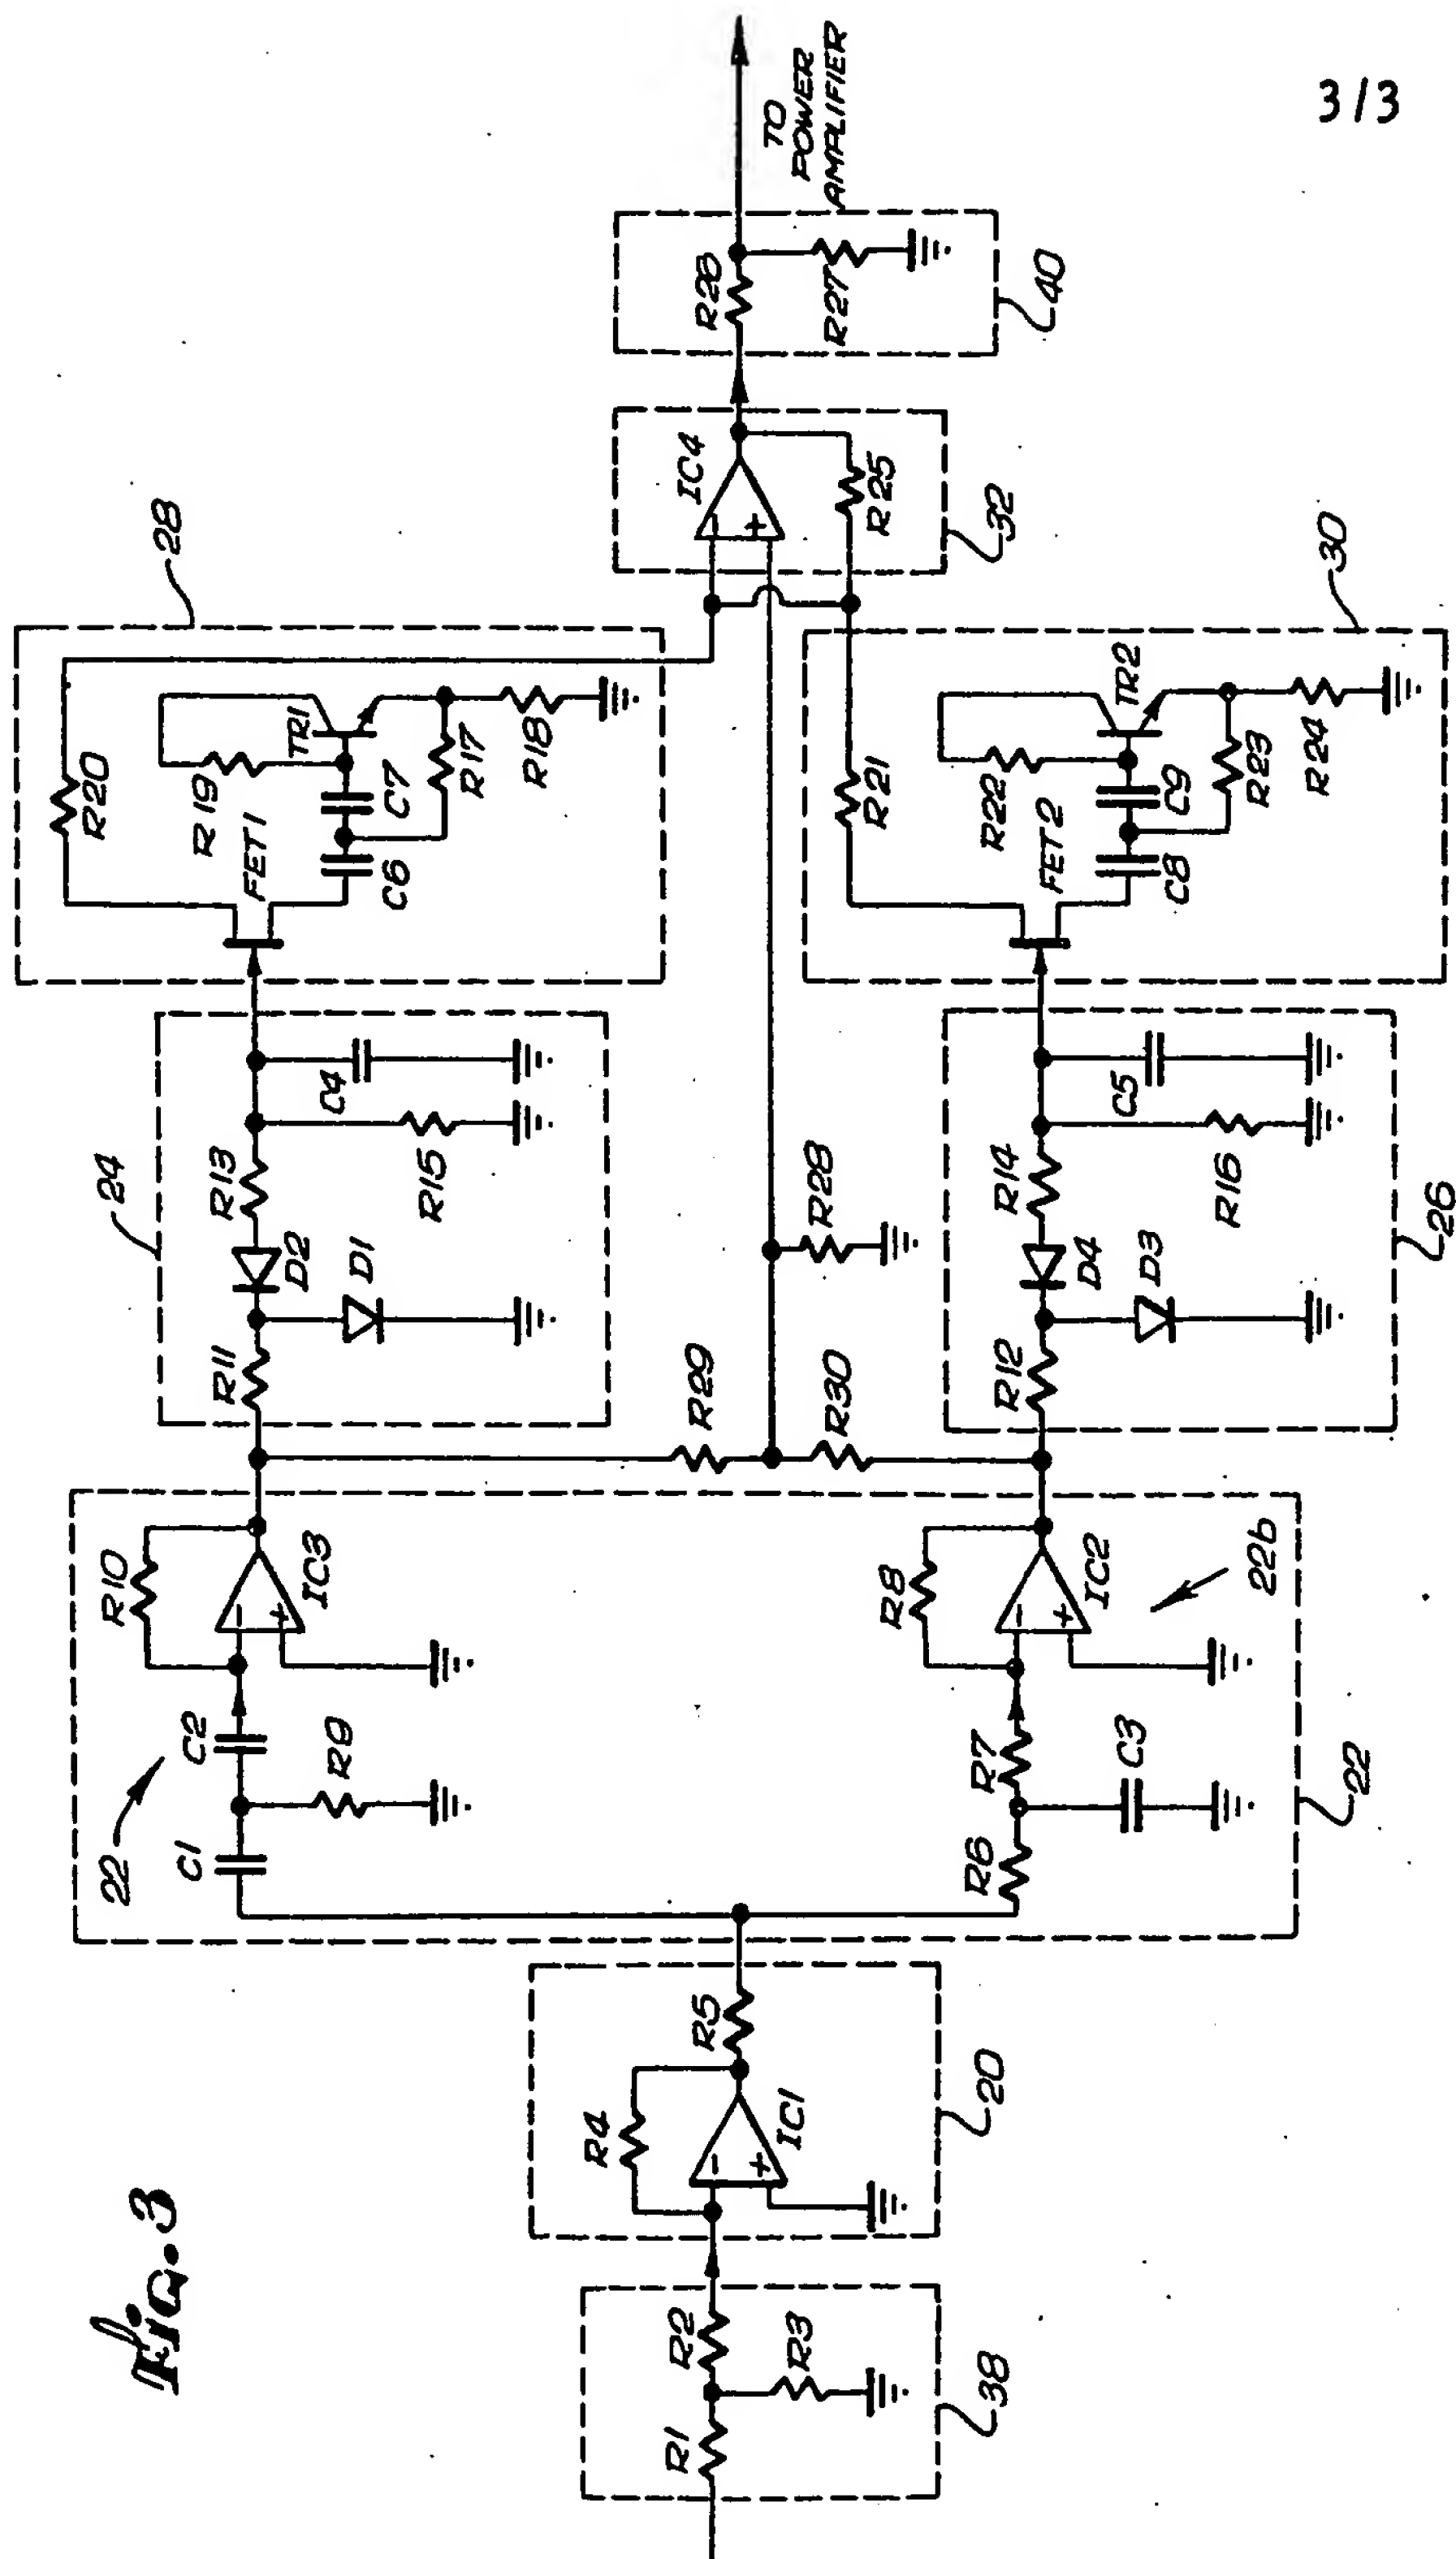 3/3
Fig. 3
R1
R2
R3
38
R4
IC1
R5
20
−
+
22
C1
C2
R9
R10
IC3
−
+
R6
R7
C3
R8
IC2
−
+
22b
22
R29
R30
R28
24
R11
D2
D1
R13
R15
C4
R12
D4
D3
R14
R16
C5
26
28
R20
FET1
R19
TR1
C6
C7
R17
R18
R21
FET2
R22
TR2
C8
C9
R23
R24
30
IC4
−
+
R25
32
R26
R27
40
TO
POWER
AMPLIFIER